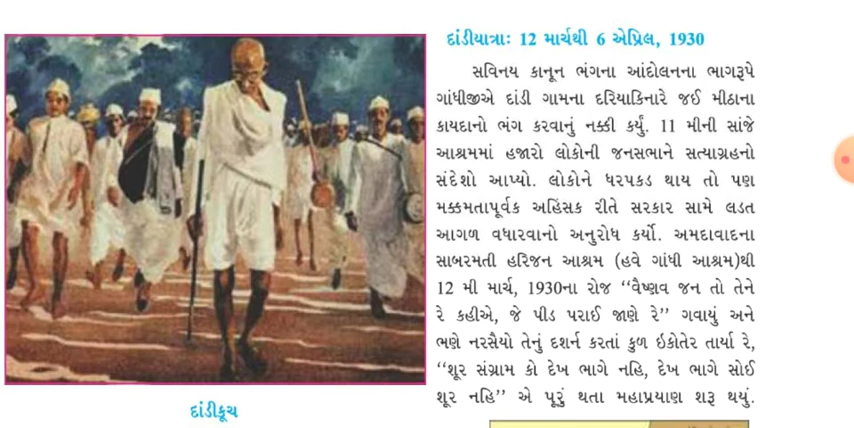 દાંડીયાત્રાઃ 12 માર્ચથી 6 એપ્રિલ, 1930
સવિનય કાનૂન ભંગના આંદોલનના ભાગરૂપે
ગાંધીજીએ દાંડી ગામના દરિયાકિનારે જઈ મીઠાના
કાયદાનો ભંગ કરવાનું નક્કી કર્યું. 11 મીની સાંજે
આશ્રમમાં હજારો લોકોની જનસભાને સત્યાગ્રહનો
સંદેશો આપ્યો. લોકોને ધરપકડ થાય તો પણ
મક્કમતાપૂર્વક અહિંસક રીતે સરકાર સામે લડત
આગળ વધારવાનો અનુરોધ કર્યો. અમદાવાદના
સાબરમતી હરિજન આશ્રમ (હવે ગાંધી આશ્રમ)થી
12 મી માર્ચ, 1930ના રોજ ‘‘વૈષ્ણવ જન તો તેને
રે કહીએ, જે પીડ પરાઈ જાણે રે’’ ગવાયું અને
ભણે નરસૈયો તેનું દર્શન કરતાં કુળ ઇકોતેર તાર્યા રે,
‘‘શૂર સંગ્રામ કો દેખ ભાગે નહિ, દેખ ભાગે સોઈ
શૂર નહિ’’ એ પૂરું થતા મહાપ્રયાણ શરૂ થયું.
દાંડીકૂચ